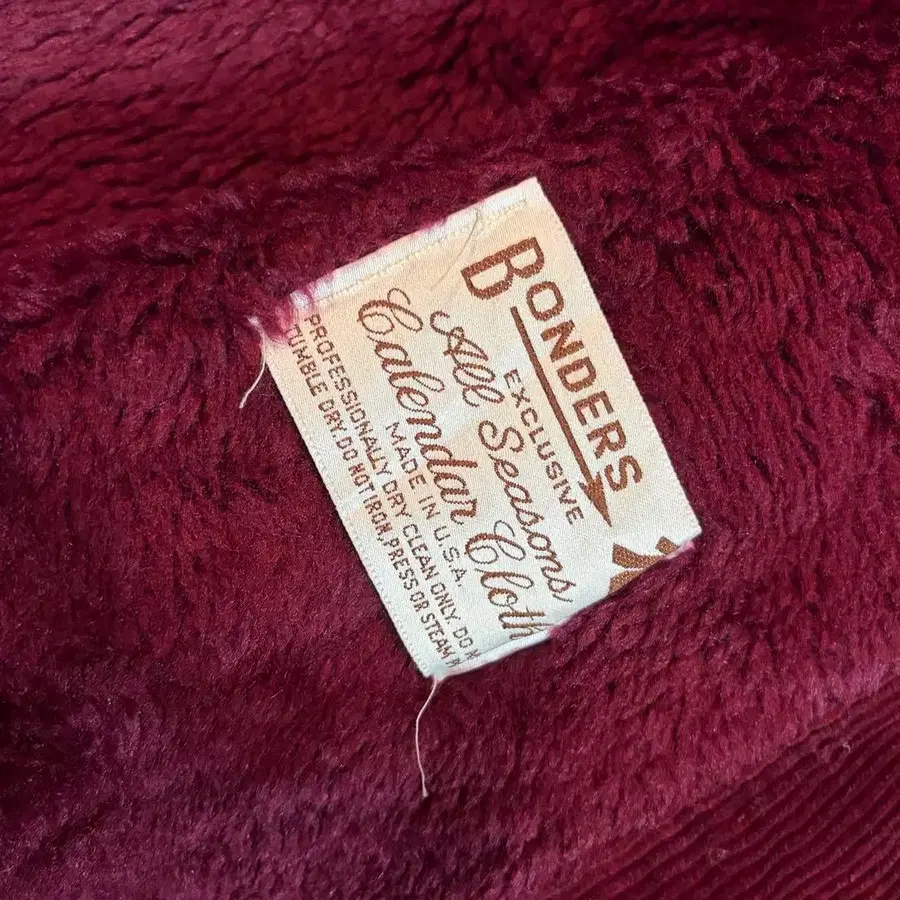 BONDERS
EXCLUSIVE
All Seasons
Calendar Cloth
MADE IN U.S.A.
PROFESSIONALLY DRY CLEAN ONLY. DO
TUMBLE DRY. DO NOT IRON, PRESS OR STEAM